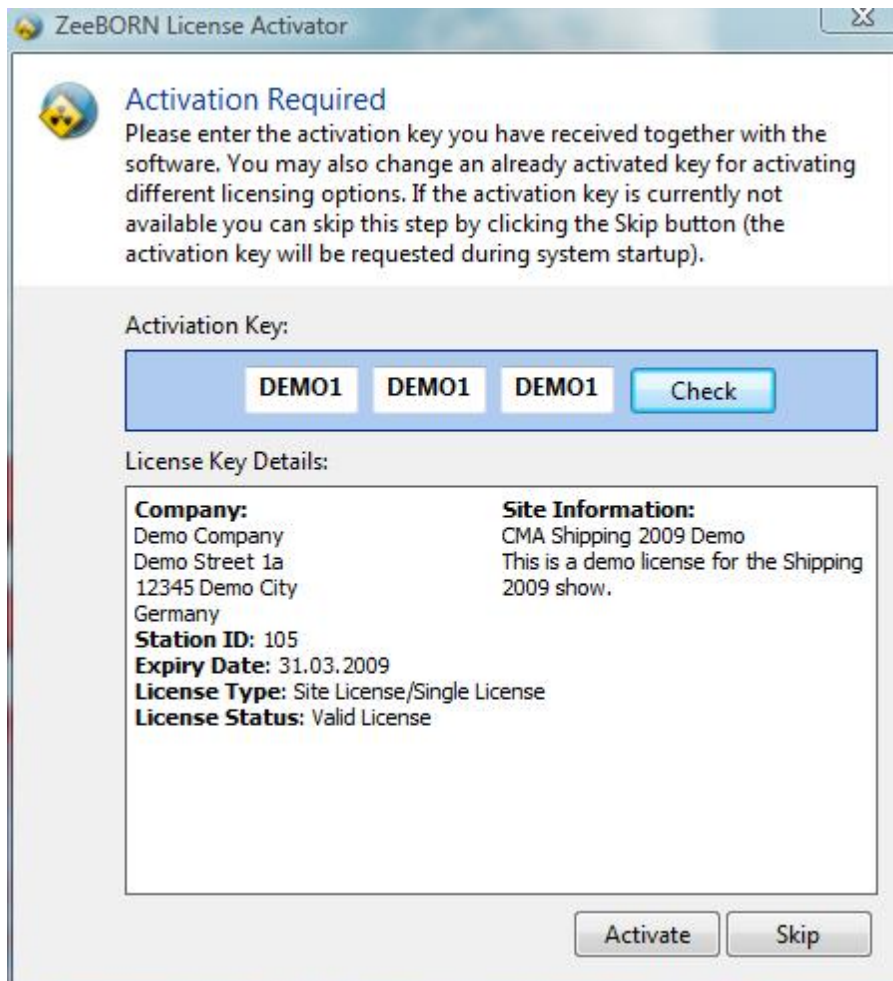 ZeeBORN License Activator
Activation Required
Please enter the activation key you have received together with the
software. You may also change an already activated key for activating
different licensing options. If the activation key is currently not
available you can skip this step by clicking the Skip button (the
activation key will be requested during system startup).
Activiation Key:
DEMO1 DEMO1 DEMO1 Check
License Key Details:
Company:
Demo Company
Demo Street 1a
12345 Demo City
Germany
Station ID: 105
Expiry Date: 31.03.2009
License Type: Site License/Single License
License Status: Valid License
Site Information:
CMA Shipping 2009 Demo
This is a demo license for the Shipping
2009 show.
Activate Skip